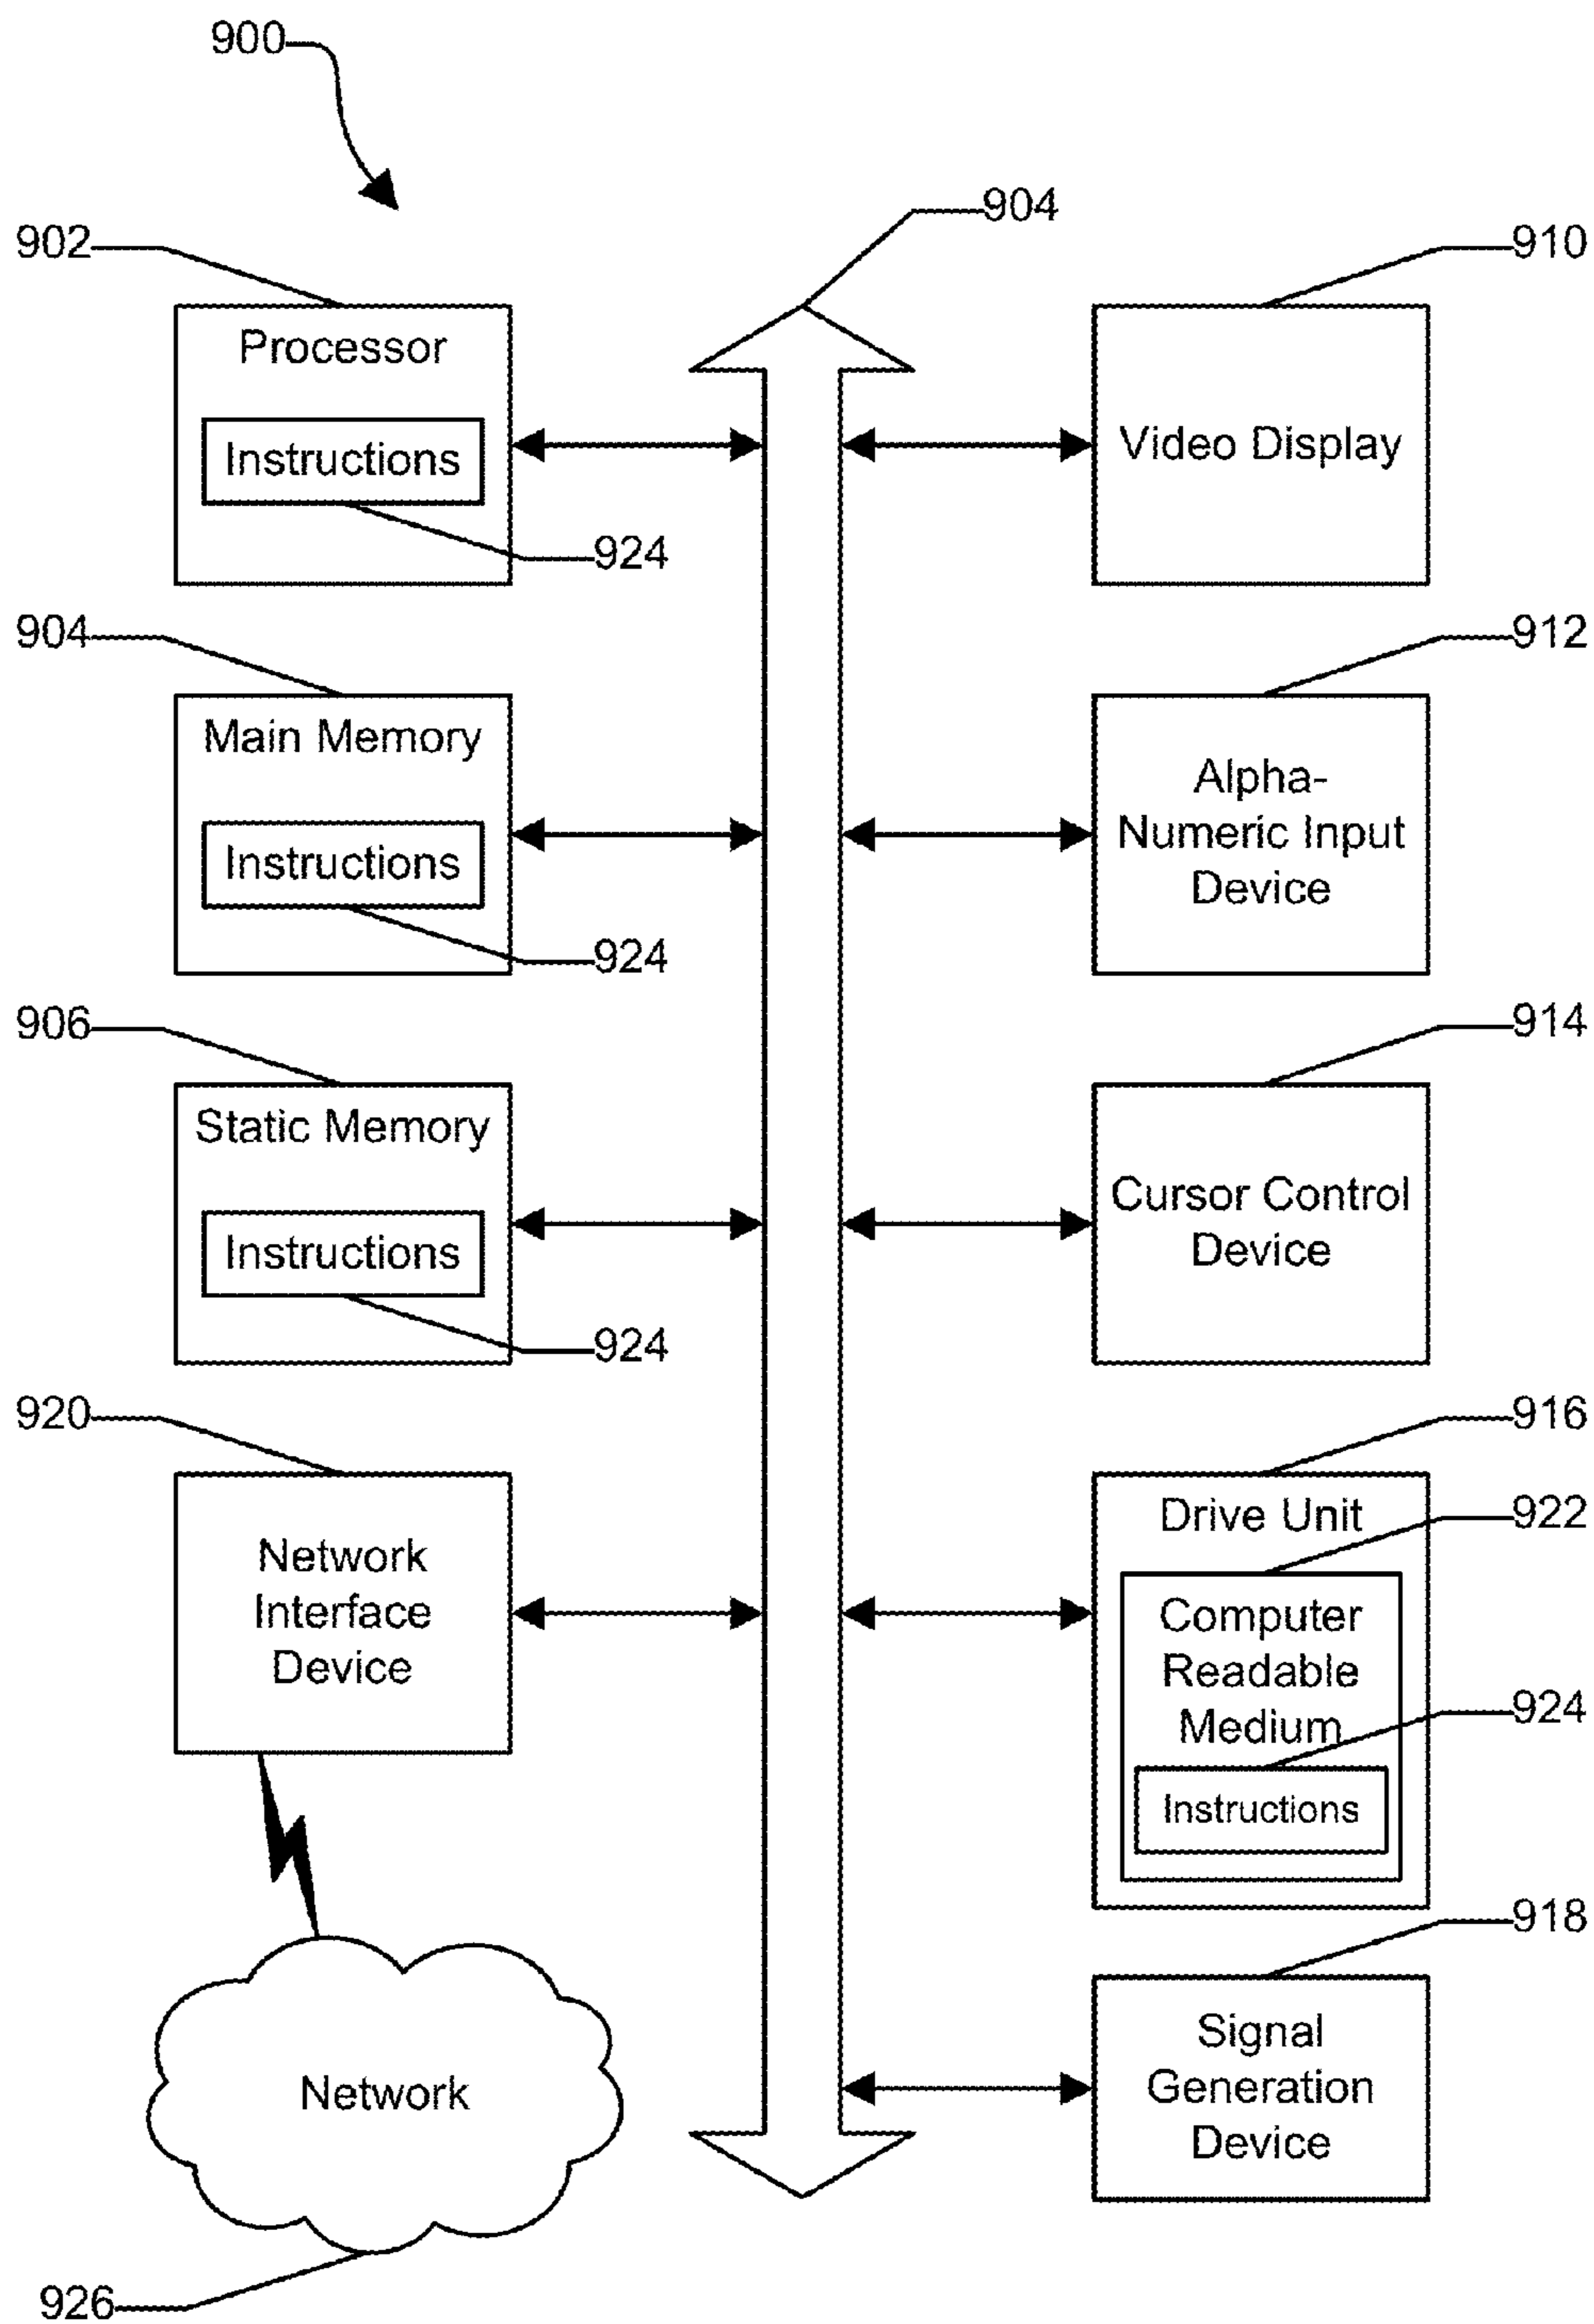 900
904
902
Processor
Instructions
924
904
Main Memory
Instructions
924
906
Static Memory
Instructions
924
920
Network
Interface
Device
Network
926
910
Video Display
912
Alpha-
Numeric Input
Device
914
Cursor Control
Device
916
Drive Unit
922
Computer
Readable
Medium
924
Instructions
918
Signal
Generation
Device